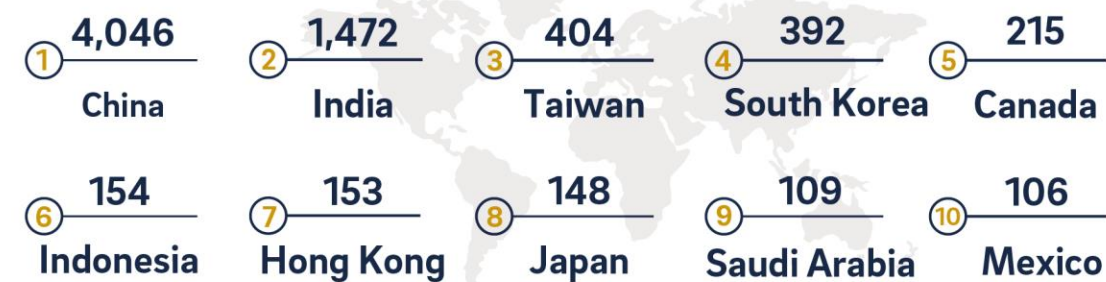 4,046
1
China
1,472
2
India
404
3
Taiwan
392
4
South Korea
215
5
Canada
154
6
Indonesia
153
7
Hong Kong
148
8
Japan
109
9
Saudi Arabia
106
10
Mexico